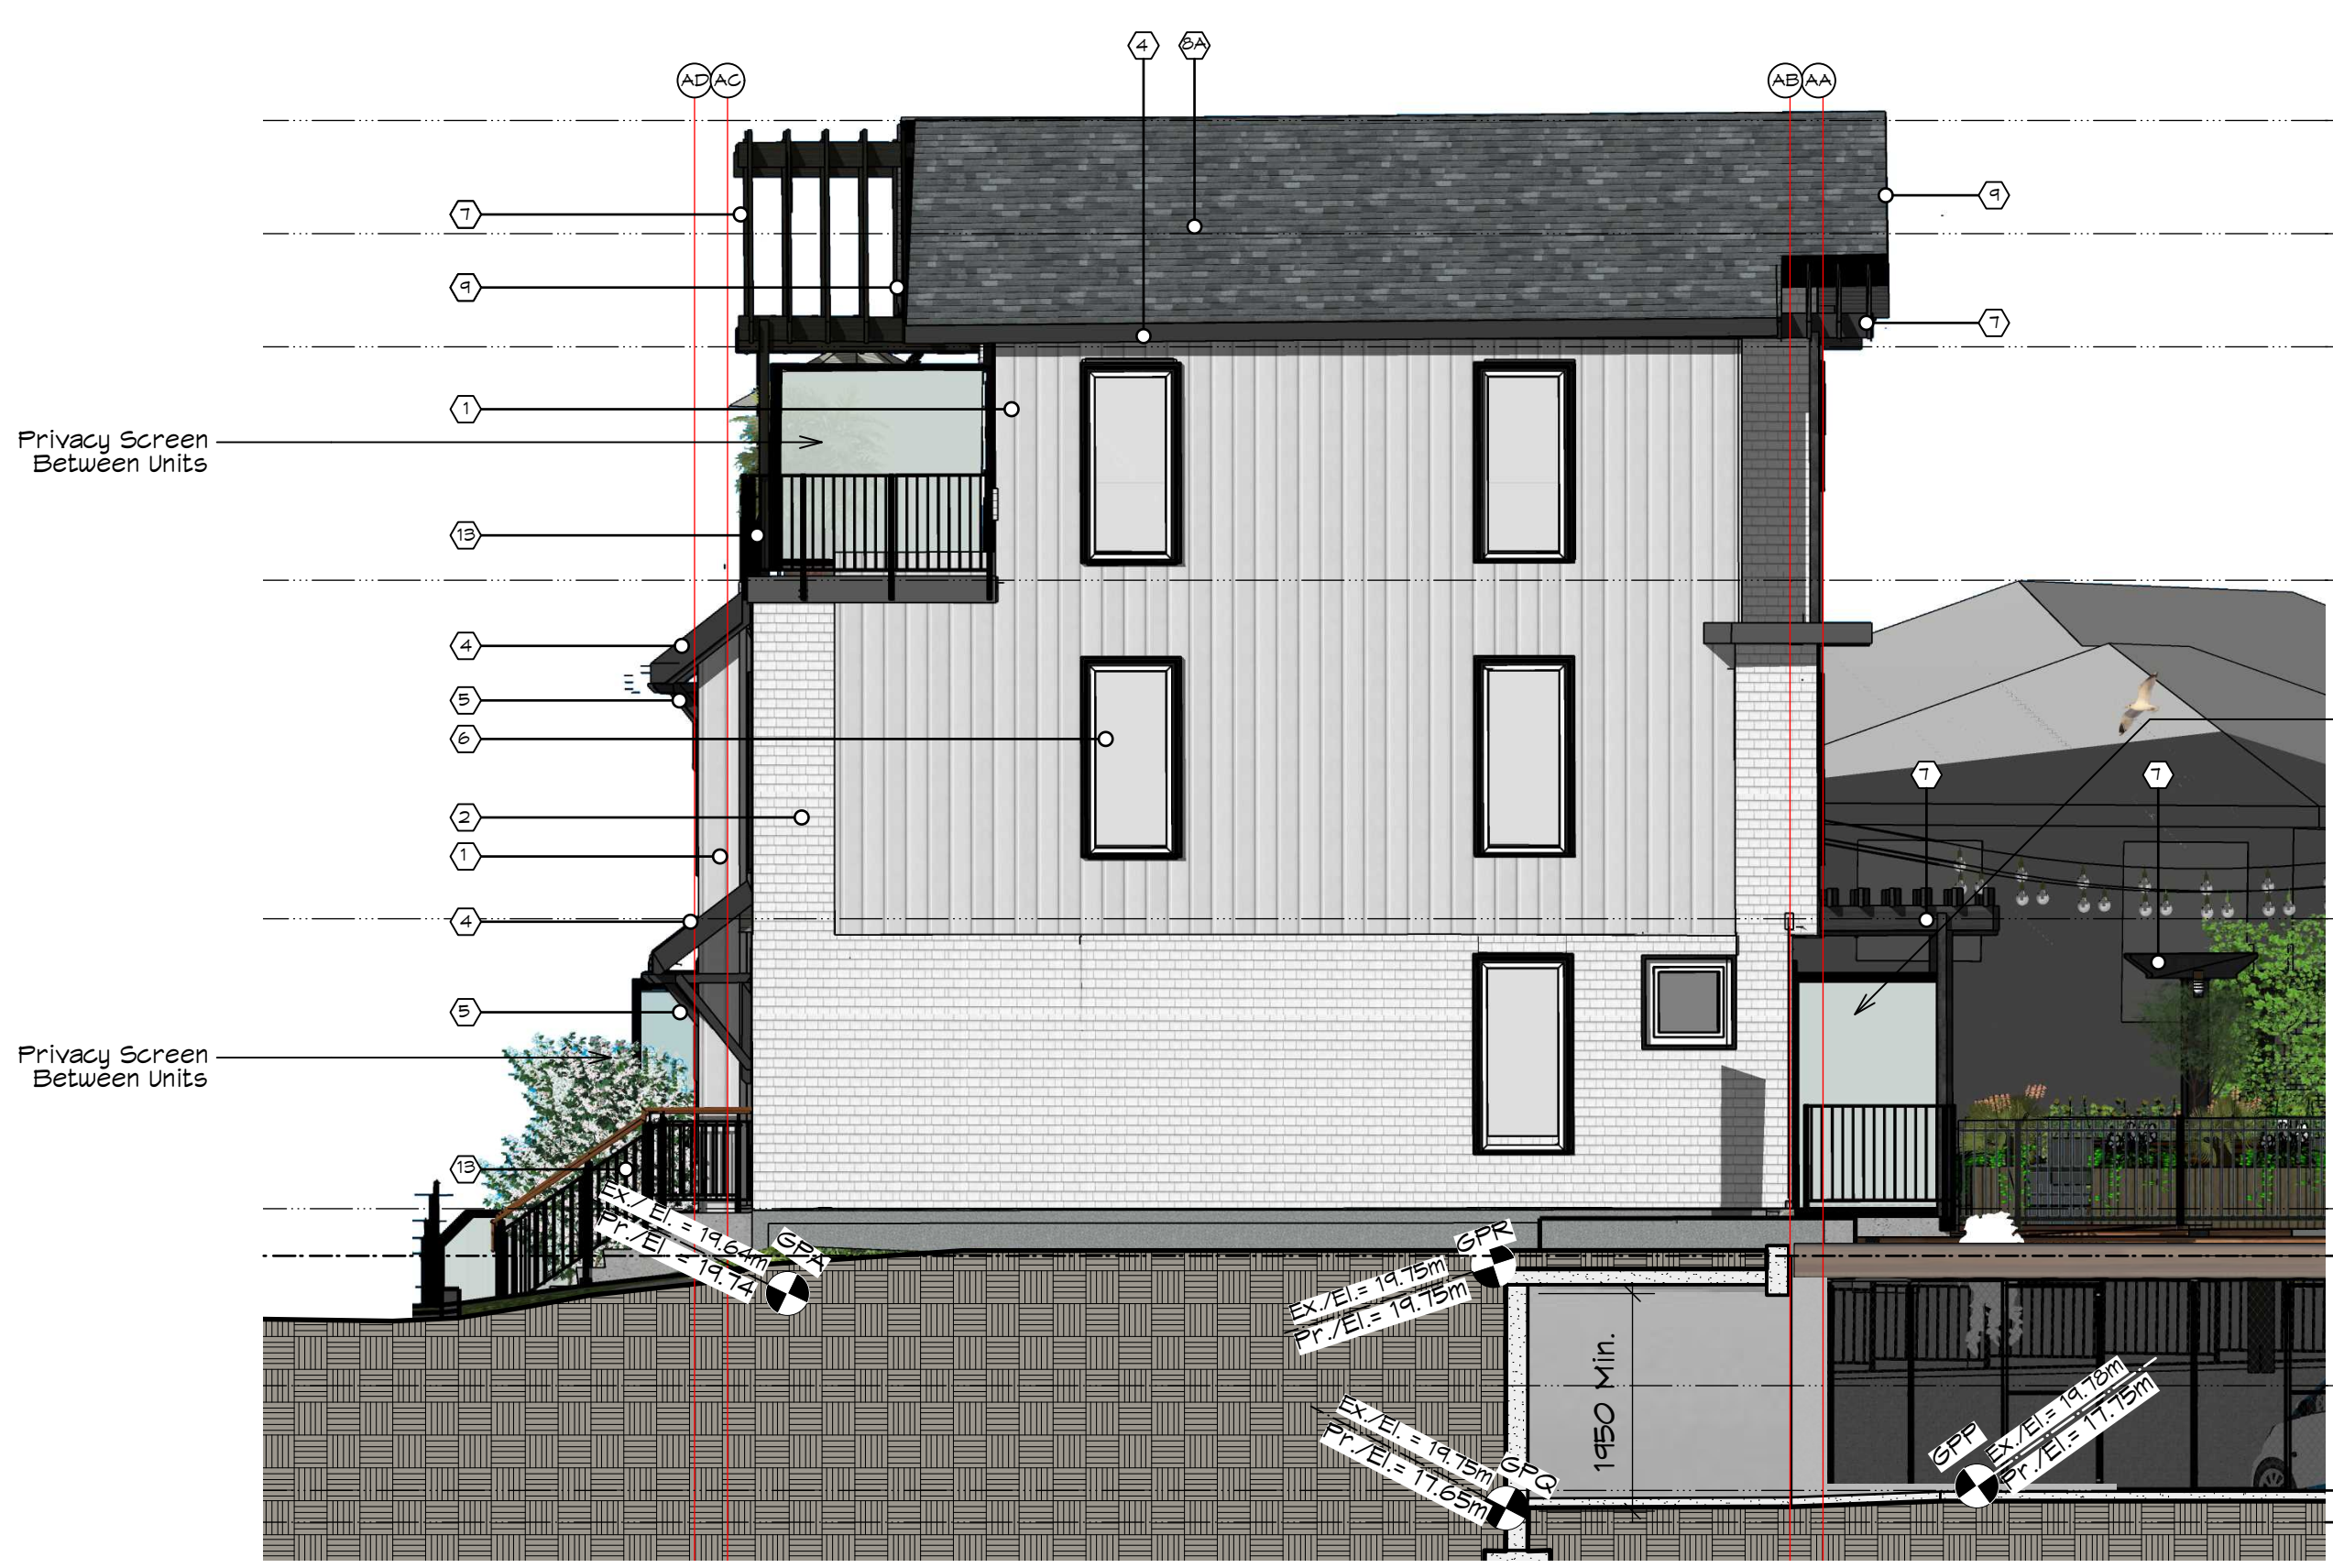 4
8A
AD
AC
AB
AA
7
9
9
7
1
Privacy Screen
Between Units
13
4
5
6
7
7
2
1
4
5
Privacy Screen
Between Units
13
Ex./ El. = 19.64m
Pr./El. = 19.74
GPA
GPR
Ex./El.= 19.75m
Pr./El.= 19.75m
1950 Min.
Ex./El. = 19.75m
Pr./El.= 17.65m
GPQ
GPP
Ex./El.= 19.78m
Pr./El.= 17.75m